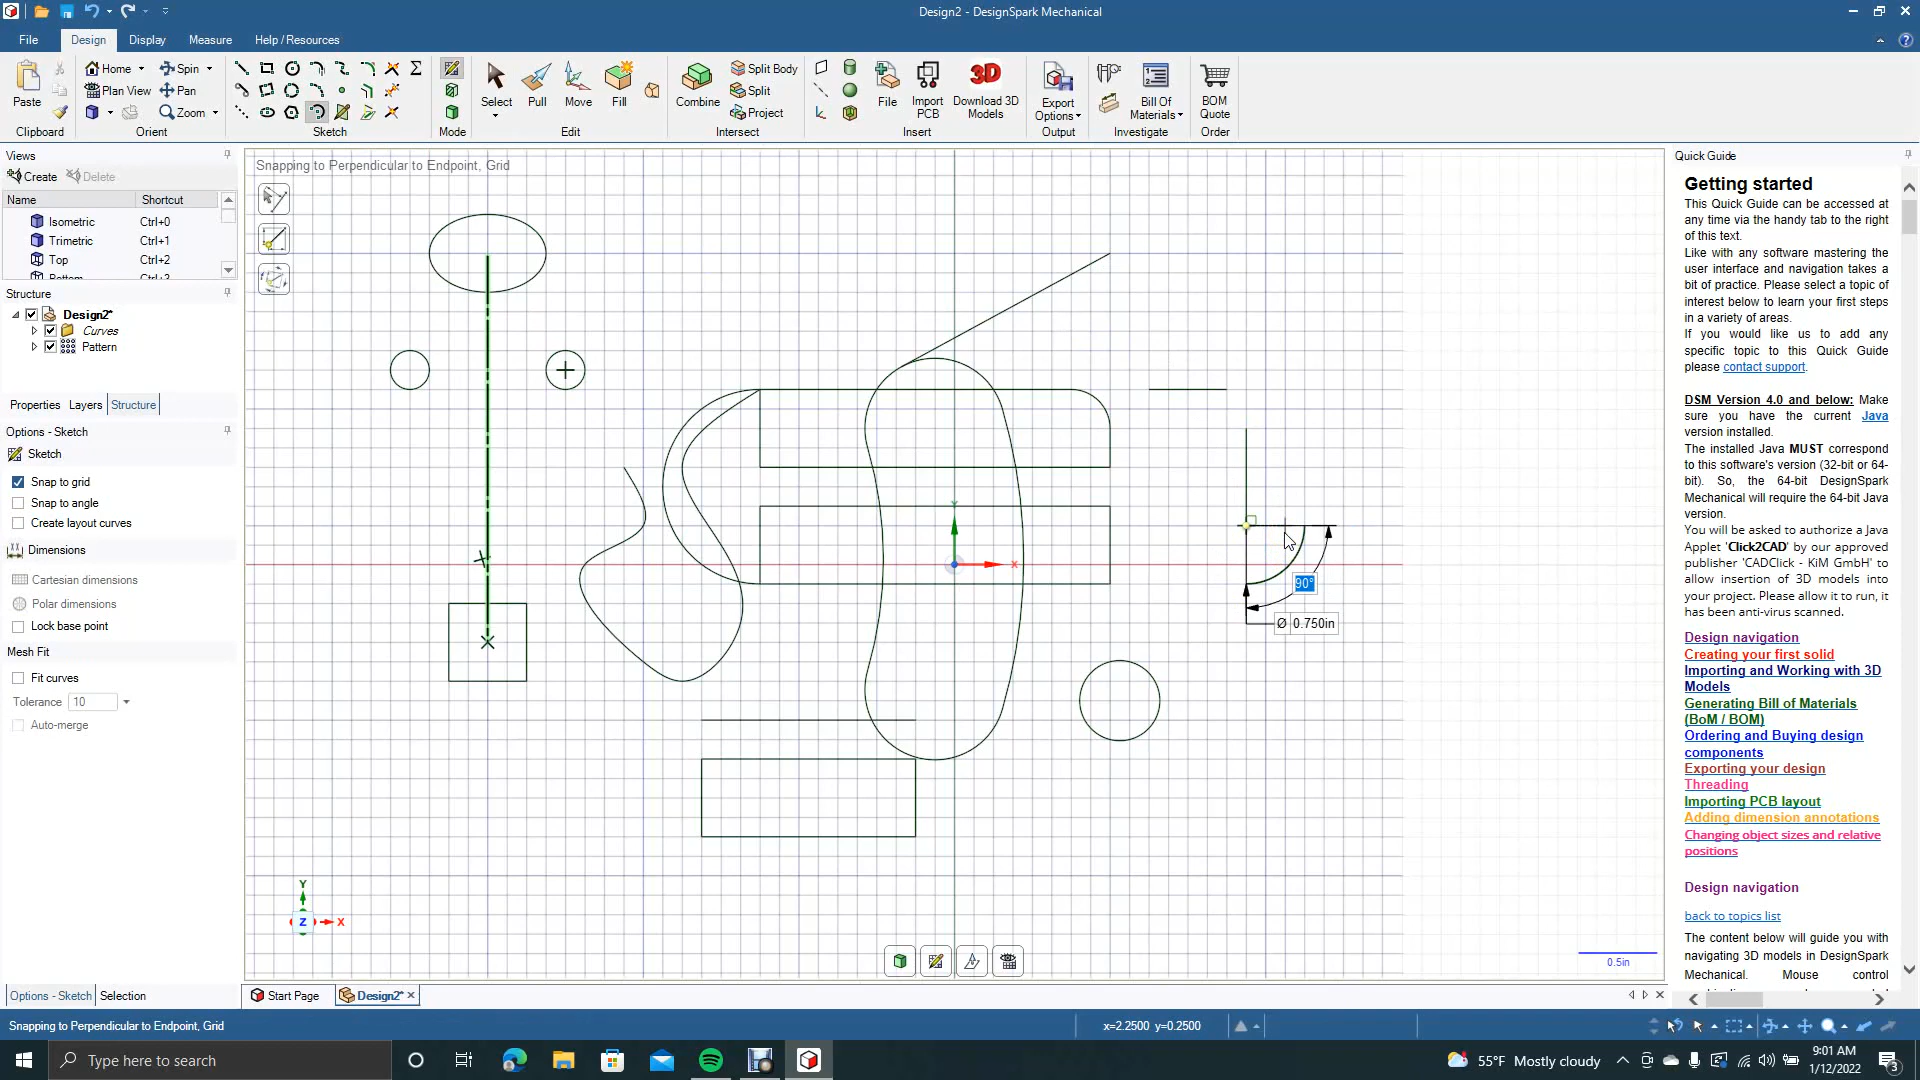 Design2 - DesignSpark Mechanical
File Design Display Measure Help / Resources
Paste
Clipboard
Home Spin
Plan View Pan
Zoom
Orient
Sketch
Mode
Select Pull Move Fill
Edit
Combine
Split Body
Split
Project
Intersect
File
Import PCB
Download 3D Models
Insert
Export Options
Output
Bill Of Materials
Investigate
BOM Quote
Order
Views
Create Delete
Name Shortcut
Isometric Ctrl+0
Trimetric Ctrl+1
Top Ctrl+2
Structure
Design2*
Curves
Pattern
Properties Layers Structure
Options - Sketch
Sketch
Snap to grid
Snap to angle
Create layout curves
Dimensions
Cartesian dimensions
Polar dimensions
Lock base point
Mesh Fit
Fit curves
Tolerance 10
Auto-merge
Options - Sketch Selection
Snapping to Perpendicular to Endpoint, Grid
Y
X
90°
Ø 0.750in
Y
Z X
0.5in
Start Page Design2*
Quick Guide
Getting started
This Quick Guide can be accessed at
any time via the handy tab to the right
of this text.
Like with any software mastering the
user interface and navigation takes a
bit of practice. Please select a topic of
interest below to learn your first steps
in a variety of areas.
If you would like us to add any
specific topic to this Quick Guide
please contact support.
DSM Version 4.0 and below: Make
sure you have the current Java
version installed.
The installed Java MUST correspond
to this software's version (32-bit or 64-
bit). So, the 64-bit DesignSpark
Mechanical will require the 64-bit Java
version.
You will be asked to authorize a Java
Applet 'Click2CAD' by our approved
publisher 'CADClick - KiM GmbH' to
allow insertion of 3D models into
your project. Please allow it to run, it
has been anti-virus scanned.
Design navigation
Creating your first solid
Importing and Working with 3D
Models
Generating Bill of Materials
(BoM / BOM)
Ordering and Buying design
components
Exporting your design
Threading
Importing PCB layout
Adding dimension annotations
Changing object sizes and relative
positions
Design navigation
back to topics list
The content below will guide you with
navigating 3D models in DesignSpark
Mechanical. Mouse control
Snapping to Perpendicular to Endpoint, Grid
x=2.2500 y=0.2500
Type here to search
55°F Mostly cloudy
9:01 AM
1/12/2022
3